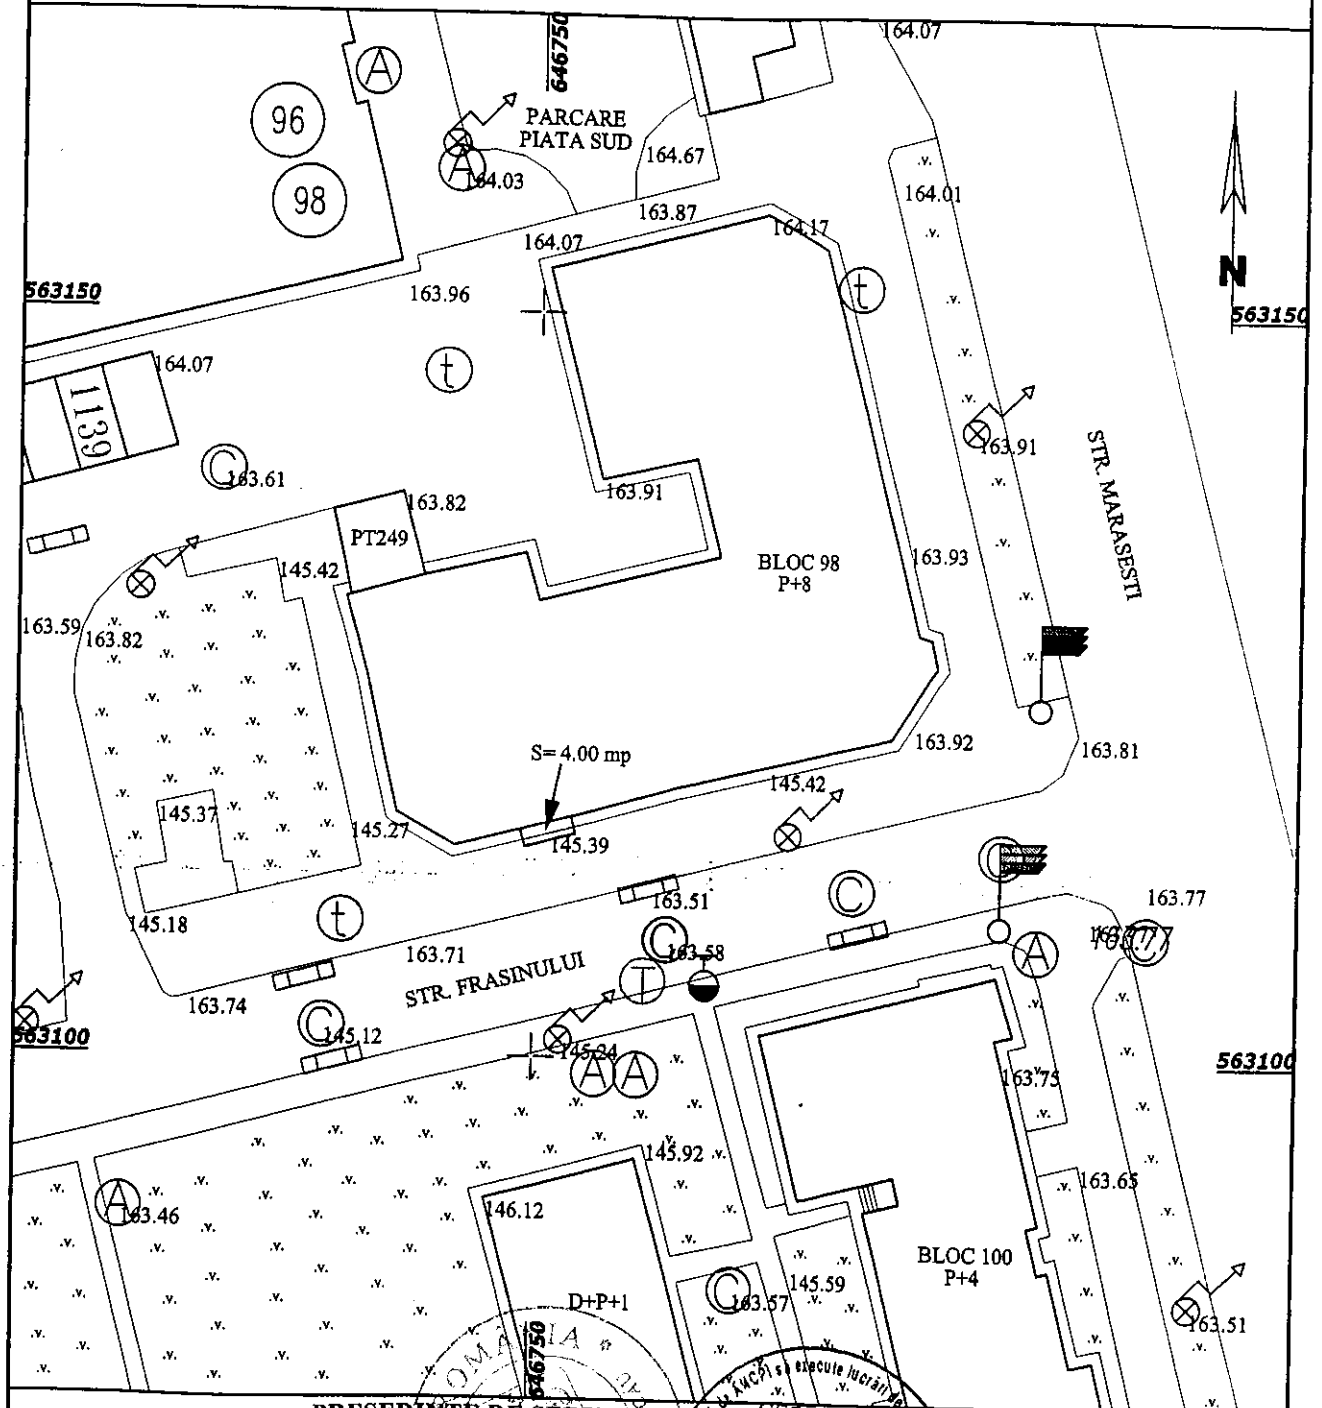 164.07
646750
A
96
PARCARE
PIATA SUD
164.67
.v.
A
164.03
98
164.01
163.87
164.17
164.07
.v.
N
563150
163.96
t
.v.
563150
164.07
t
.v.
1139
.v.
163.91
STR. MARASESTI
C
163.61
163.91
.v.
163.82
PT249
BLOC 98
P+8
163.93
.v.
145.42
.v.
163.59
163.82
.v.
S= 4.00 mp
163.92
163.81
145.42
145.37
145.27
145.39
C
163.51
C
163.77
145.18
t
163.71
C
163.58
A
C
STR. FRASINULUI
T
163.74
C
145.12
563100
145.24
A A
563100
163.75
145.92
163.65
A
163.46
146.12
BLOC 100
P+4
145.59
C
163.57
D+P+1
163.51
646750
ROMÂNIA
să execute lucrări de